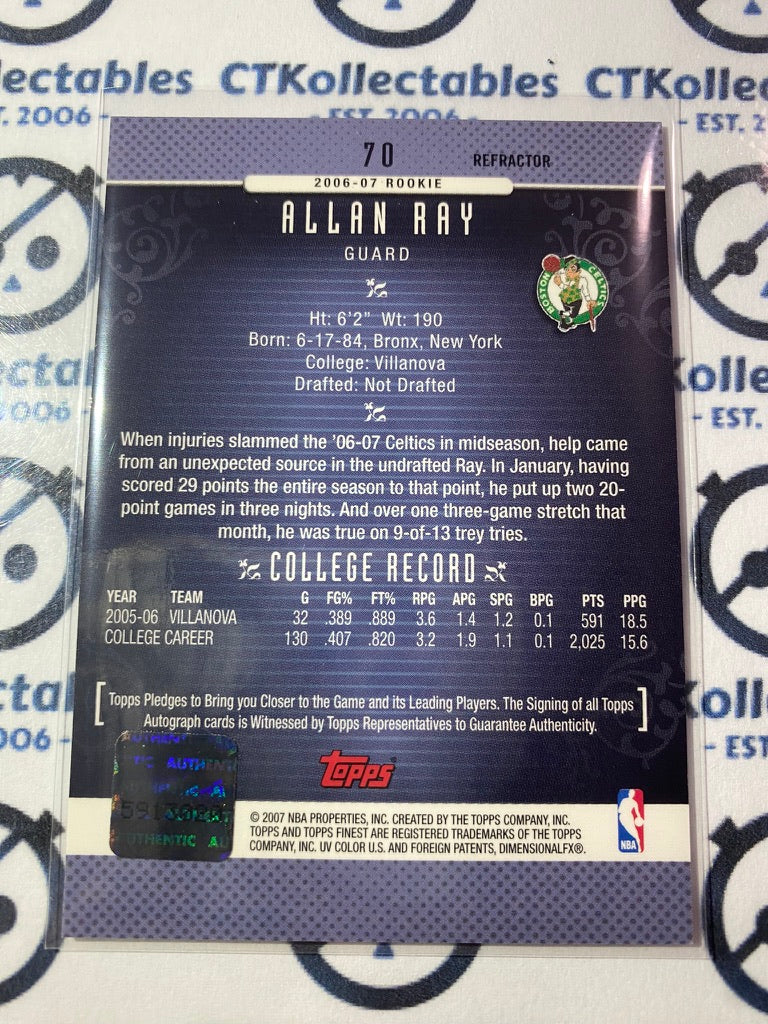 lectables CTKollectables CTKollec
T. 2006 - - EST. 2006 - - EST. 2
70
REFRACTOR
2006-07 ROOKIE
ALLAN RAY
GUARD
BOSTON CELTICS
Ht: 6'2" Wt: 190
Born: 6-17-84, Bronx, New York
College: Villanova
Drafted: Not Drafted
When injuries slammed the '06-07 Celtics in midseason, help came
from an unexpected source in the undrafted Ray. In January, having
scored 29 points the entire season to that point, he put up two 20-
point games in three nights. And over one three-game stretch that
month, he was true on 9-of-13 trey tries.
COLLEGE RECORD
YEAR TEAM G FG% FT% RPG APG SPG BPG PTS PPG
2005-06 VILLANOVA 32 .389 .889 3.6 1.4 1.2 0.1 591 18.5
COLLEGE CAREER 130 .407 .820 3.2 1.9 1.1 0.1 2,025 15.6
[Topps Pledges to Bring you Closer to the Game and its Leading Players. The Signing of all Topps
Autograph cards is Witnessed by Topps Representatives to Guarantee Authenticity.]
Topps
AUTHENTIC AU
© 2007 NBA PROPERTIES, INC. CREATED BY THE TOPPS COMPANY, INC.
TOPPS AND TOPPS FINEST ARE REGISTERED TRADEMARKS OF THE TOPPS
COMPANY, INC. UV COLOR U.S. AND FOREIGN PATENTS, DIMENSIONALFX®.
NBA
ectal
2006 -
olle
- EST.
ctal
006 -
Koll
- EST